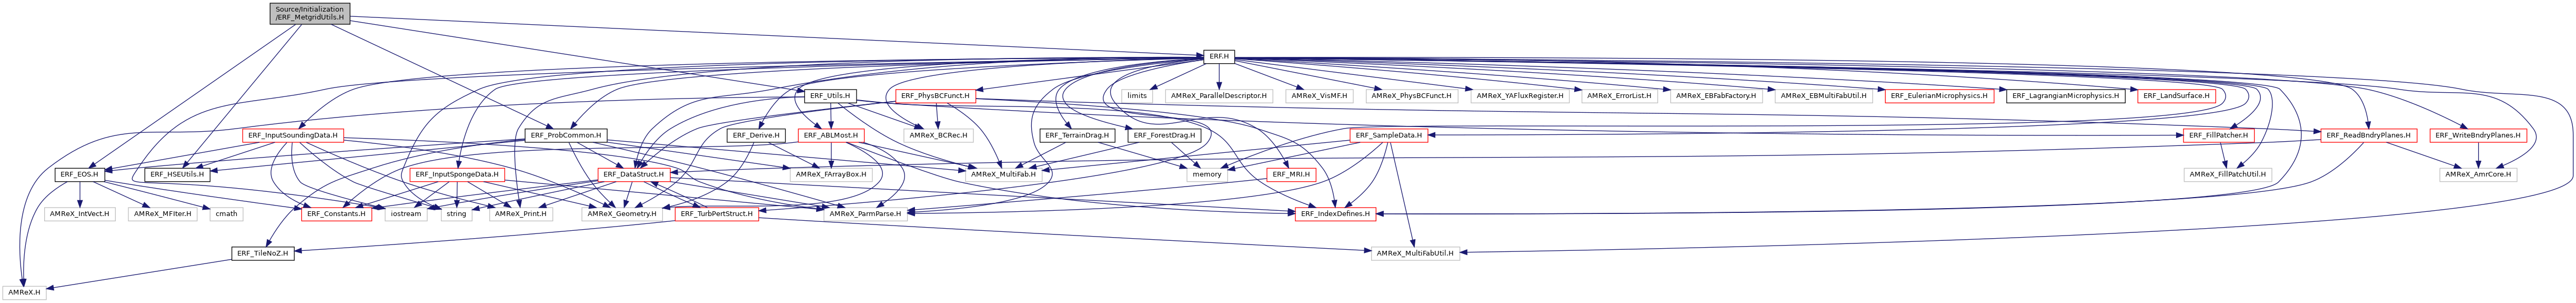 Source/Initialization
/ERF_MetgridUtils.H
ERF.H
ERF_Utils.H
ERF_PhysBCFunct.H
limits
AMReX_ParallelDescriptor.H
AMReX_VisMF.H
AMReX_PhysBCFunct.H
AMReX_YAFluxRegister.H
AMReX_ErrorList.H
AMReX_EBFabFactory.H
AMReX_EBMultiFabUtil.H
ERF_EulerianMicrophysics.H
ERF_LagrangianMicrophysics.H
ERF_LandSurface.H
ERF_InputSoundingData.H
ERF_ProbComm​on.H
ERF_Derive.H
ERF_ABLMost.H
AMReX_BCRec.H
ERF_TerrainDrag.H
ERF_ForestDrag.H
ERF_SampleData.H
ERF_FillPatcher.H
ERF_ReadBndryPlanes.H
ERF_WriteBndryPlanes.H
ERF_EOS.H
ERF_HSEUtils.H
ERF_InputSpongeData.H
ERF_DataStruct.H
AMReX_FArrayBox.H
AMReX_MultiFab.H
memory
ERF_MRI.H
AMReX_FillPatchUtil.H
AMReX_AmrCore.H
AMReX_IntVect.H
AMReX_MFIter.H
cmath
ERF_Constants.H
iostream
string
AMReX_Print.H
AMReX_Geometry.H
ERF_TurbPertStruct.H
AMReX_ParmParse.H
ERF_IndexDefines.H
ERF_TileNoZ.H
AMReX_MultiFabUtil.H
AMReX.H